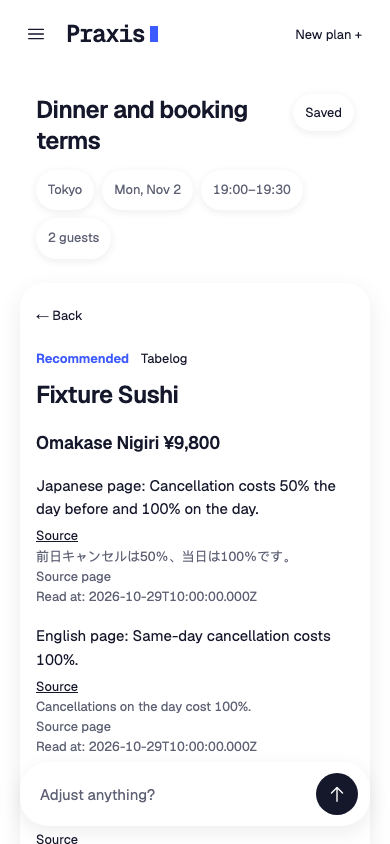 Praxis
New plan +
Dinner and booking
terms
Saved
Tokyo
Mon, Nov 2
19:00–19:30
2 guests
← Back
Recommended
Tabelog
Fixture Sushi
Omakase Nigiri ¥9,800
Japanese page: Cancellation costs 50% the
day before and 100% on the day.
Source
前日キャンセルは50%、当日は100%です。
Source page
Read at: 2026-10-29T10:00:00.000Z
English page: Same-day cancellation costs
100%.
Source
Cancellations on the day cost 100%.
Source page
Read at: 2026-10-29T10:00:00.000Z
Adjust anything?
Source